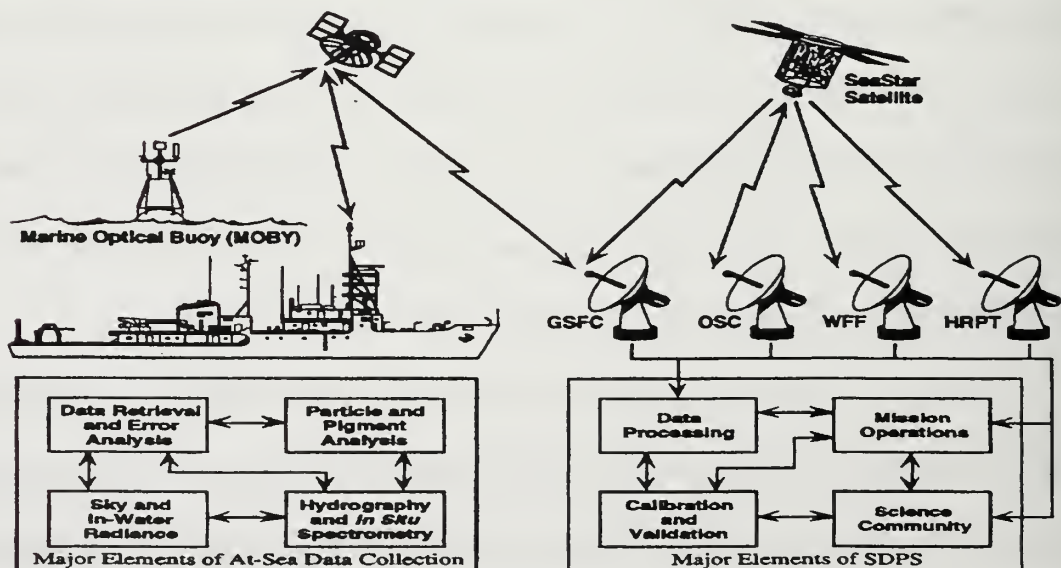 SeaStar
Satellite
Marine Optical Buoy (MOBY)
GSFC
OSC
WFF
HRPT
Data Retrieval
and Error
Analysis
Particle and
Pigment
Analysis
Sky and
In-Water
Radiance
Hydrography
and In Situ
Spectrometry
Major Elements of At-Sea Data Collection
Data
Processing
Mission
Operations
Calibration
and
Validation
Science
Community
Major Elements of SDPS